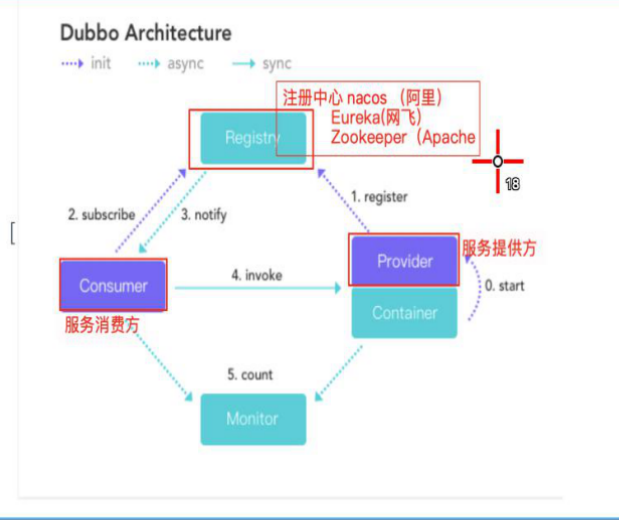 Dubbo Architecture
init async sync
注册中心 nacos （阿里）
Eureka(网飞)
Zookeeper（Apache
Registry
18
1. register
2. subscribe
3. notify
服务提供方
Provider
4. invoke
Consumer
0. start
Container
服务消费方
5. count
Monitor